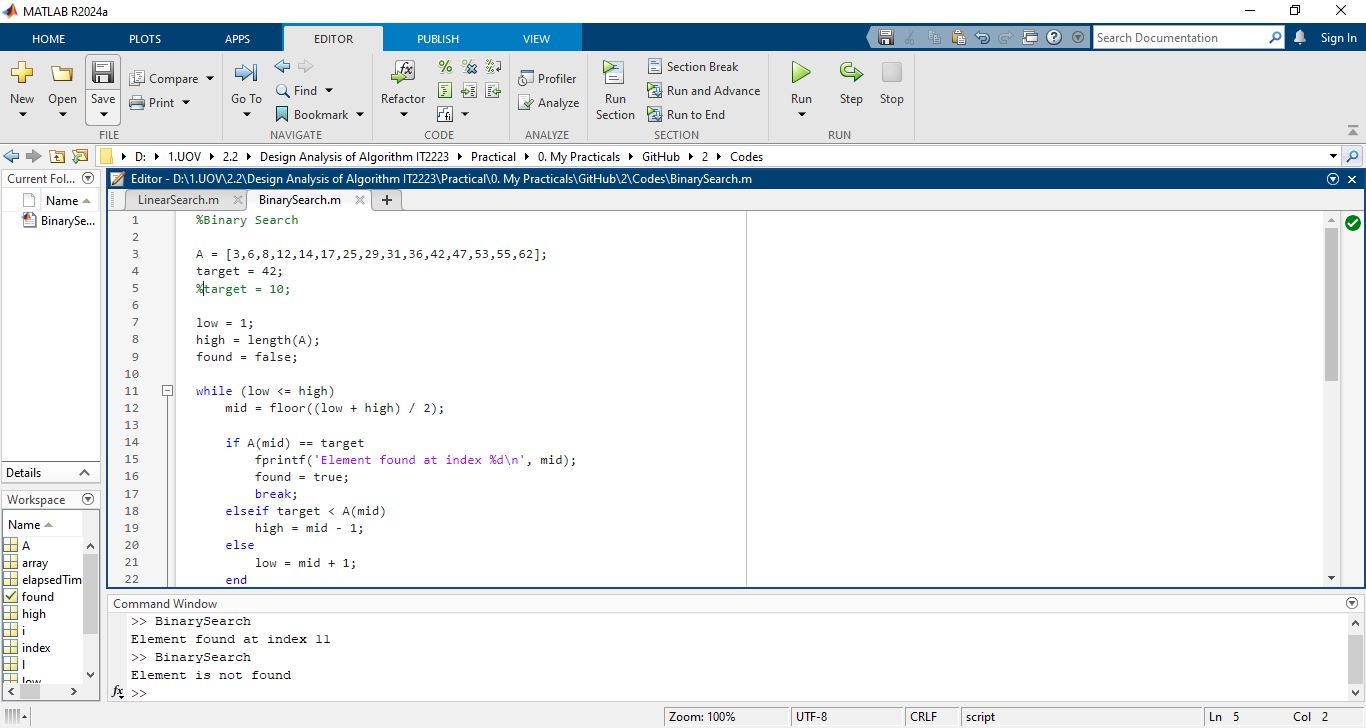 MATLAB R2024a
HOME PLOTS APPS EDITOR PUBLISH VIEW Search Documentation Sign In
New Open Save Compare Print Go To Find Bookmark Refactor Profiler Analyze Run Section Section Break Run and Advance Run to End Run Step Stop
FILE NAVIGATE CODE ANALYZE SECTION RUN
D: 1.UOV 2.2 Design Analysis of Algorithm IT2223 Practical 0. My Practicals GitHub 2 Codes
Current Fol...
Name
BinarySe...
Details
Workspace
Name
A
array
elapsedTim
found
high
i
index
l
low
Editor - D:\1.UOV\2.2\Design Analysis of Algorithm IT2223\Practical\0. My Practicals\GitHub\2\Codes\BinarySearch.m
LinearSearch.m BinarySearch.m +
1 %Binary Search
2
3 A = [3,6,8,12,14,17,25,29,31,36,42,47,53,55,62];
4 target = 42;
5 %target = 10;
6
7 low = 1;
8 high = length(A);
9 found = false;
10
11 while (low <= high)
12 mid = floor((low + high) / 2);
13
14 if A(mid) == target
15 fprintf('Element found at index %d\n', mid);
16 found = true;
17 break;
18 elseif target < A(mid)
19 high = mid - 1;
20 else
21 low = mid + 1;
22 end
Command Window
>> BinarySearch
Element found at index 11
>> BinarySearch
Element is not found
fx >>
Zoom: 100% UTF-8 CRLF script Ln 5 Col 2